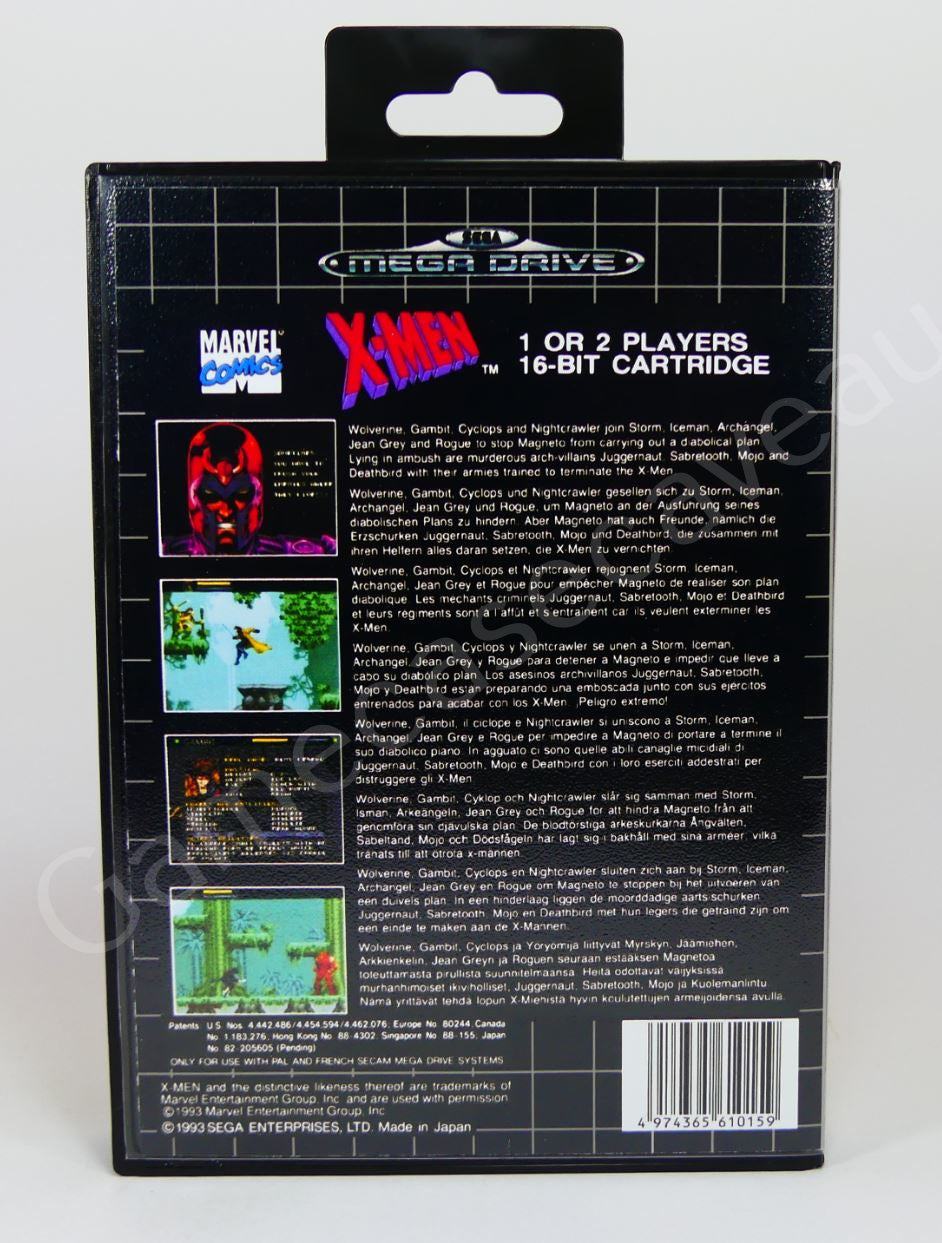 SEGA
MEGA DRIVE
MARVEL
COMICS
X-MEN ™
1 OR 2 PLAYERS
16-BIT CARTRIDGE
Wolverine, Gambit, Cyclops and Nightcrawler join Storm, Iceman, Archangel,
Jean Grey and Rogue to stop Magneto from carrying out a diabolical plan.
Lying in ambush are murderous arch-villains Juggernaut, Sabretooth, Mojo and
Deathbird with their armies trained to terminate the X-Men.
Wolverine, Gambit, Cyclops und Nightcrawler gesellen sich zu Storm, Iceman,
Archangel, Jean Grey und Rogue, um Magneto an der Ausführung seines
diabolischen Plans zu hindern. Aber Magneto hat auch Freunde, nämlich die
Erzschurken Juggernaut, Sabretooth, Mojo und Deathbird, die zusammen mit
ihren Helfern alles daran setzen, die X-Men zu vernichten.
Wolverine, Gambit, Cyclops et Nightcrawler rejoignent Storm, Iceman,
Archangel, Jean Grey et Rogue pour empêcher Magneto de réaliser son plan
diabolique. Les méchants criminels Juggernaut, Sabretooth, Mojo et Deathbird
et leurs régiments sont à l'affût et s'entraînent car ils veulent exterminer les
X-Men.
Wolverine, Gambit, Cyclops y Nightcrawler se unen a Storm, Iceman,
Archangel, Jean Grey y Rogue para detener a Magneto e impedir que lleve a
cabo su diabólico plan. Los asesinos archivillanos Juggernaut, Sabretooth,
Mojo y Deathbird están preparando una emboscada junto con sus ejércitos
entrenados para acabar con los X-Men. ¡Peligro extremo!
Wolverine, Gambit, il ciclope e Nightcrawler si uniscono a Storm, Iceman,
Archangel, Jean Grey e Rogue per impedire a Magneto di portare a termine il
suo diabolico piano. In agguato ci sono quelle abili canaglie micidiali di
Juggernaut, Sabretooth, Mojo e Deathbird con i loro eserciti addestrati per
distruggere gli X-Men.
Wolverine, Gambit, Cyklop och Nightcrawler slår sig samman med Storm,
Isman, Arkeängeln, Jean Grey och Rogue för att hindra Magneto från att
genomföra sin djävulska plan. De blodtörstiga ärkeskurkarna Ångvälten,
Sabeltand, Mojo och Dödsfågeln har lagt sig i bakhåll med sina arméer, vilka
tränats till att utrota x-männen.
Wolverine, Gambit, Cyclops en Nightcrawler sluiten zich aan bij Storm, Iceman,
Archangel, Jean Grey en Rogue om Magneto te stoppen bij het uitvoeren van
een duivels plan. In een hinderlaag liggen de moorddadige aartsschurken
Juggernaut, Sabretooth, Mojo en Deathbird met hun legers die getraind zijn om
een einde te maken aan de X-Mannen.
Wolverine, Gambit, Cyclops ja Yöryömijä liittyvät Myrskyn, Jäämiehen,
Arkkienkelin, Jean Greyn ja Roguen seuraan estääksen Magnetoa
toteuttamasta pirullista suunnitelmaansa. Heitä odottavat väijyksissä
murhanhimoiset ikiviholliset, Juggernaut, Sabretooth, Mojo ja Kuolemanlintu.
Nämä yrittävät tehdä lopun X-Miehistä hyvin koulutettujen armeijoidensa avulla.
Patents: U.S. Nos. 4,442,486/4,454,594/4,462,076; Europe No. 80244; Canada
No. 1,183,276; Hong Kong No. 88-4302; Singapore No. 88-155; Japan
No. 82-205605 (Pending)
ONLY FOR USE WITH PAL AND FRENCH SECAM MEGA DRIVE SYSTEMS
X-MEN and the distinctive likeness thereof are trademarks of
Marvel Entertainment Group, Inc. and are used with permission.
©1993 Marvel Entertainment Group, Inc.
©1993 SEGA ENTERPRISES, LTD. Made in Japan
4 974365 610159
Gamecasecaveau